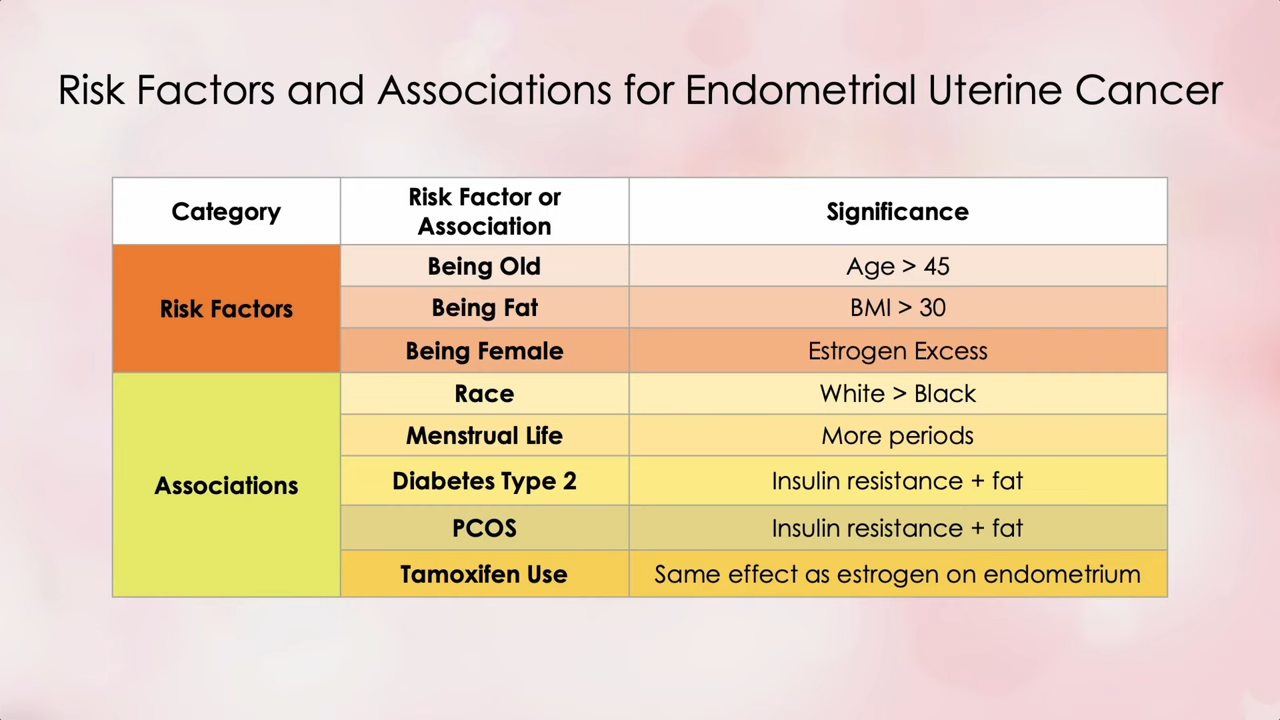 Risk Factors and Associations for Endometrial Uterine Cancer
Category
Risk Factor or
Association
Significance
Risk Factors
Being Old
Age > 45
Being Fat
BMI > 30
Being Female
Estrogen Excess
Associations
Race
White > Black
Menstrual Life
More periods
Diabetes Type 2
Insulin resistance + fat
PCOS
Insulin resistance + fat
Tamoxifen Use
Same effect as estrogen on endometrium